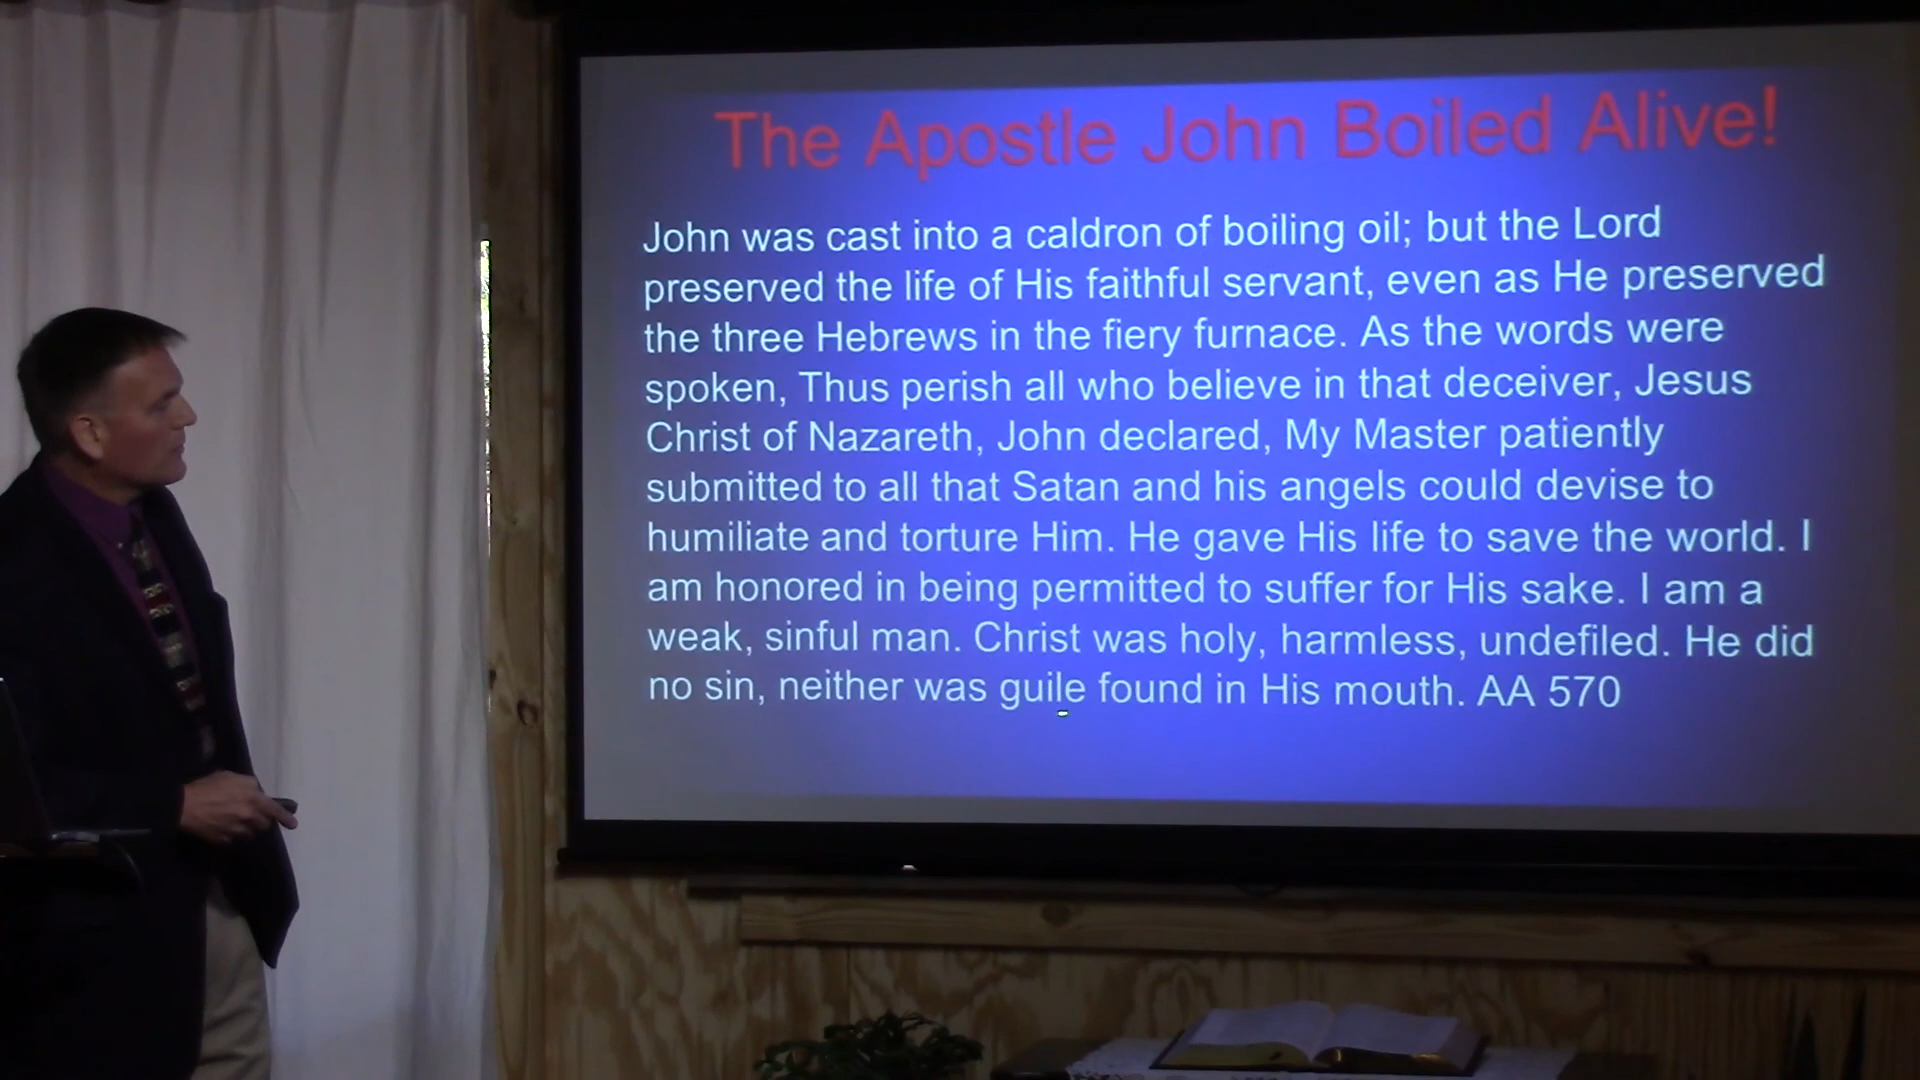 The Apostle John Boiled Alive!
John was cast into a caldron of boiling oil; but the Lord
preserved the life of His faithful servant, even as He preserved
the three Hebrews in the fiery furnace. As the words were
spoken, Thus perish all who believe in that deceiver, Jesus
Christ of Nazareth, John declared, My Master patiently
submitted to all that Satan and his angels could devise to
humiliate and torture Him. He gave His life to save the world. I
am honored in being permitted to suffer for His sake. I am a
weak, sinful man. Christ was holy, harmless, undefiled. He did
no sin, neither was guile found in His mouth. AA 570